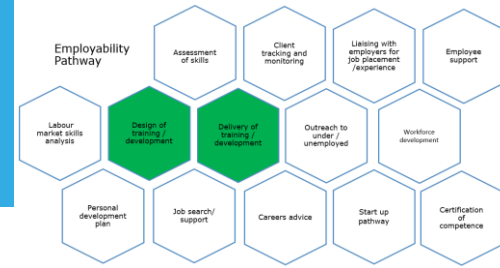 Employability
Pathway
Assessment
of skills
Client
tracking and
monitoring
Liaising with
employers for
job placement
/experience
Employee
support
Labour
market skills
analysis
Design of
training /
development
Delivery of
training /
development
Outreach to
under /
unemployed
Workforce
development
Personal
development
plan
Job search/
support
Careers advice
Start up
pathway
Certification
of
competence